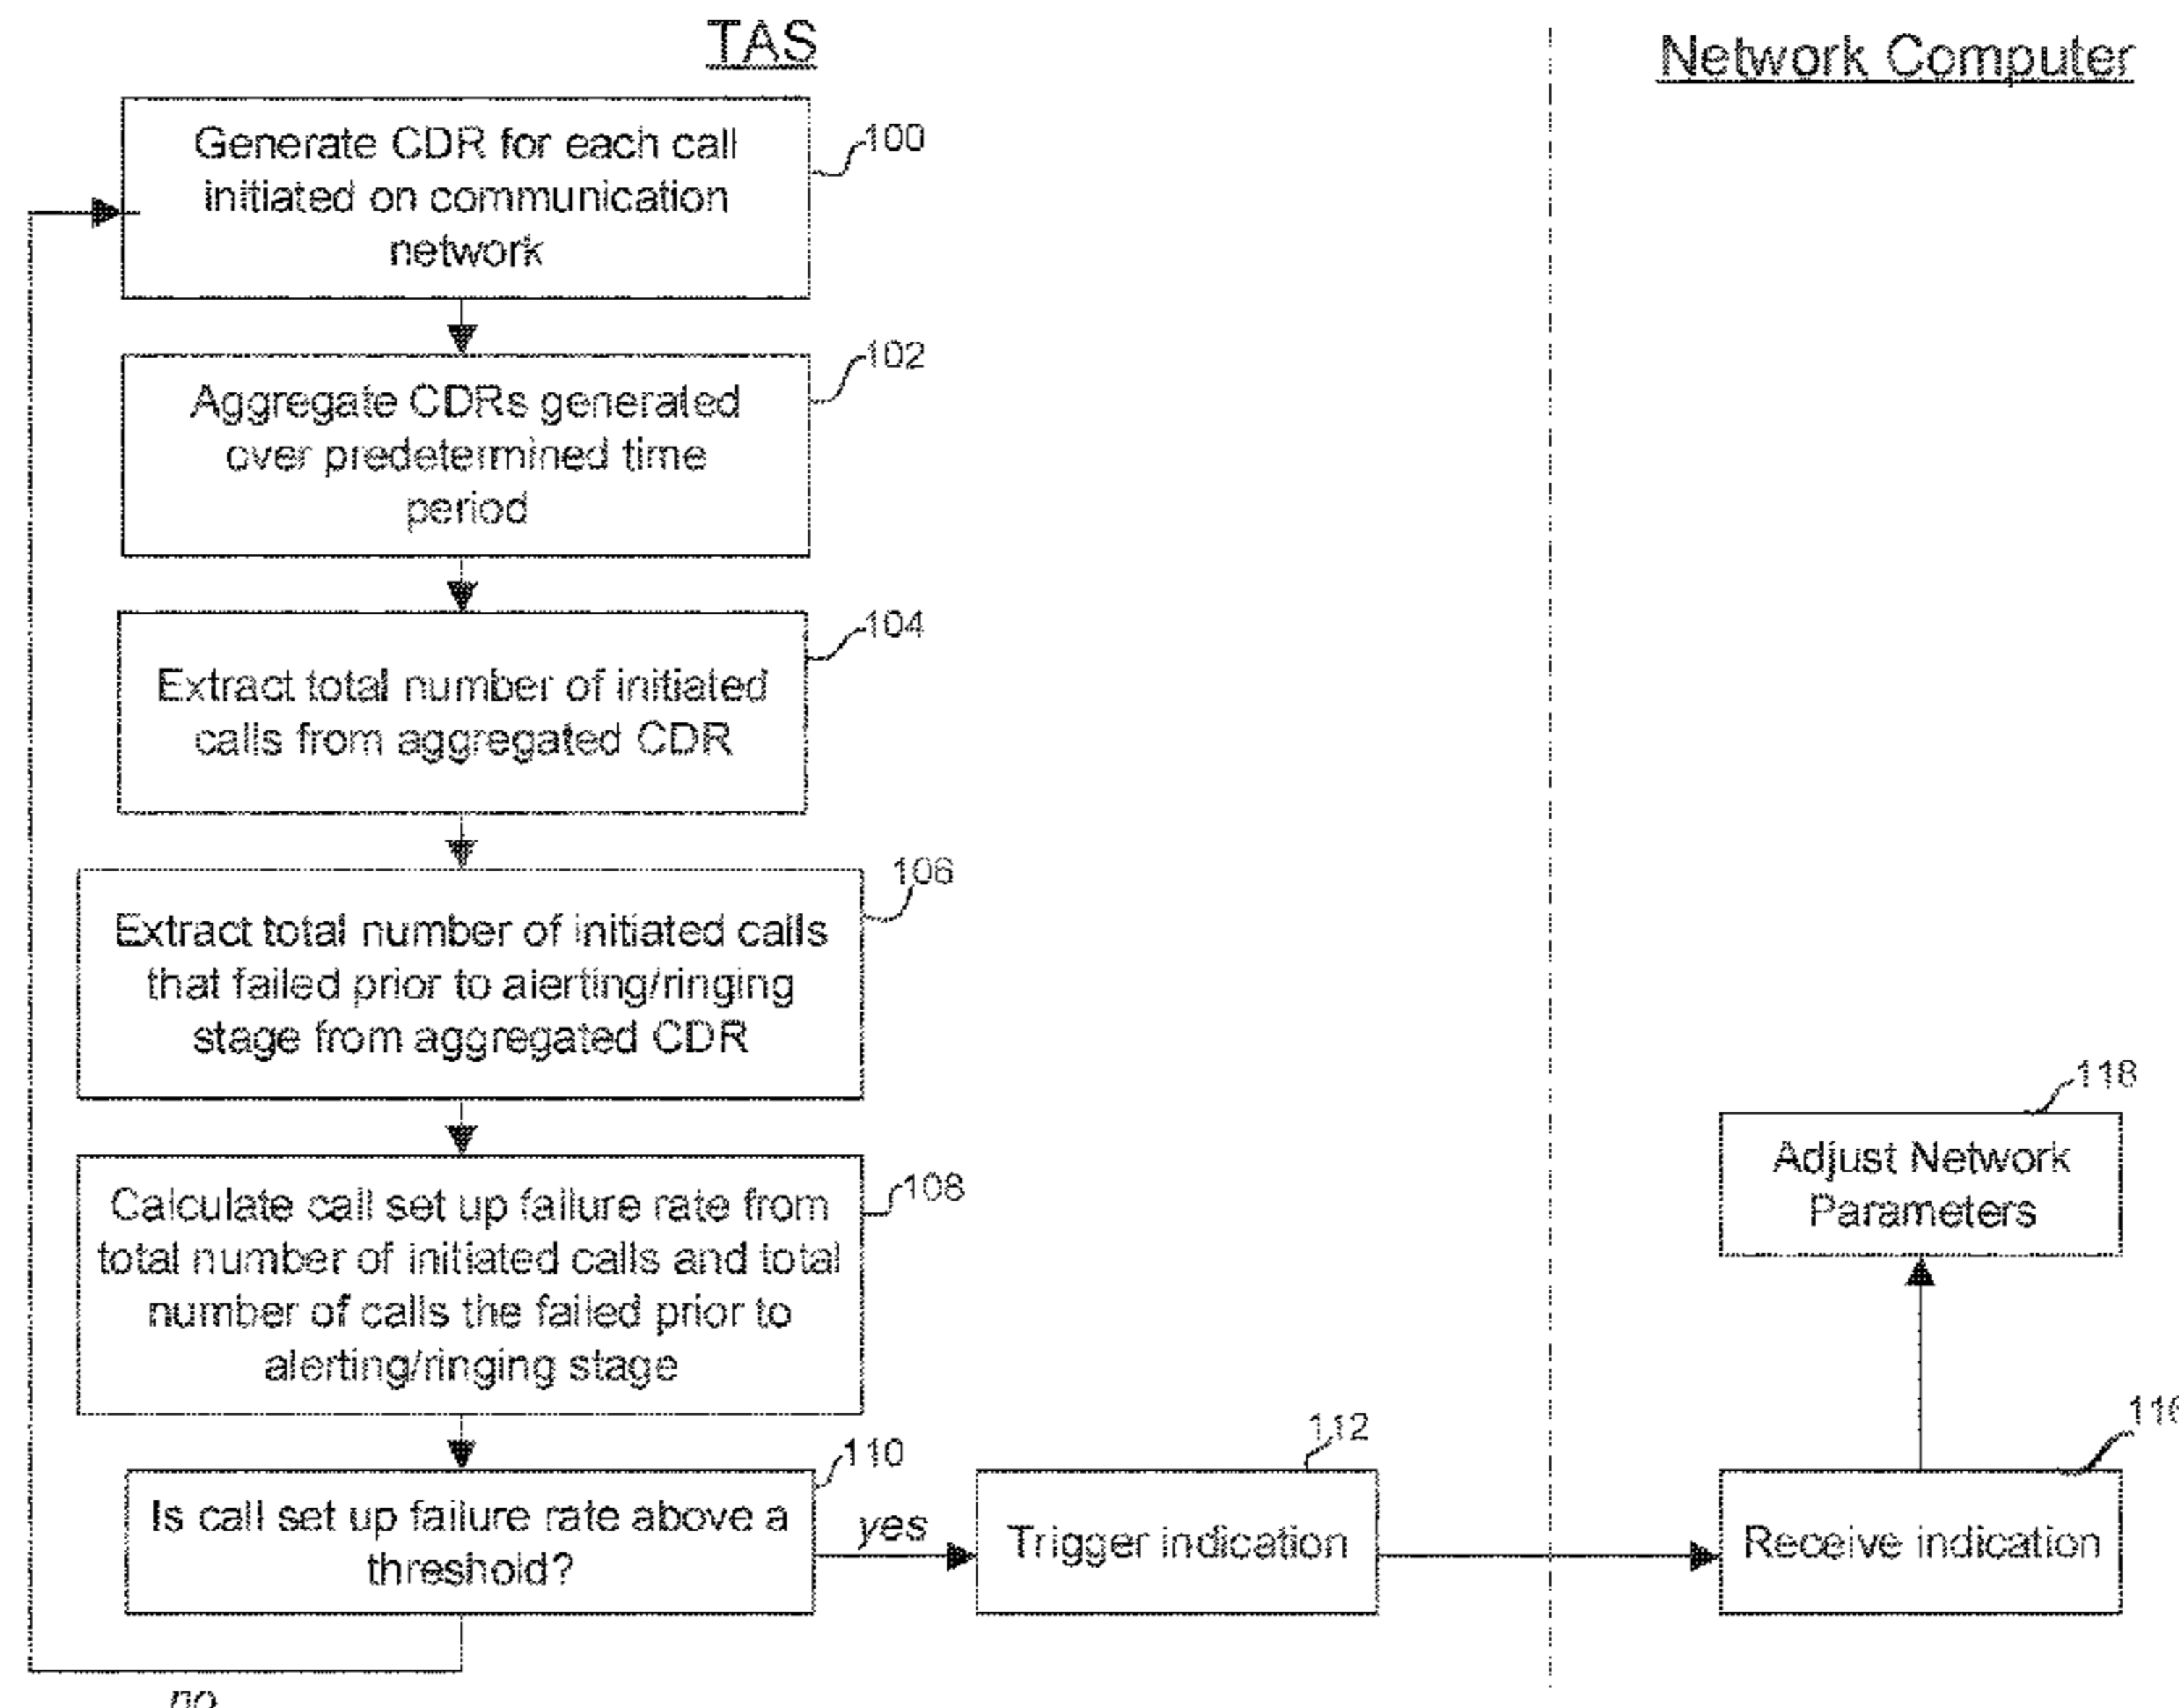 TAS
Network Computer
Generate CDR for each call
initiated on communication
network
100
Aggregate CDRs generated
over predetermined time
period
102
Extract total number of initiated
calls from aggregated CDR
104
Extract total number of initiated calls
that failed prior to alerting/ringing
stage from aggregated CDR
106
Calculate call set up failure rate from
total number of initiated calls and total
number of calls the failed prior to
alerting/ringing stage
108
Is call set up failure rate above a
threshold?
110
yes
no
Trigger indication
112
Receive indication
116
Adjust Network
Parameters
118